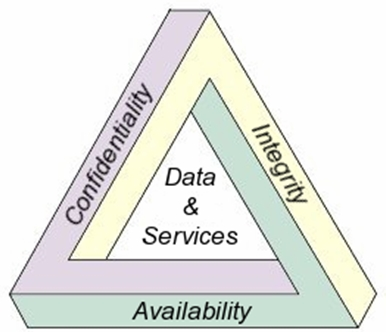 Confidentiality
Integrity
Data
&
Services
Availability